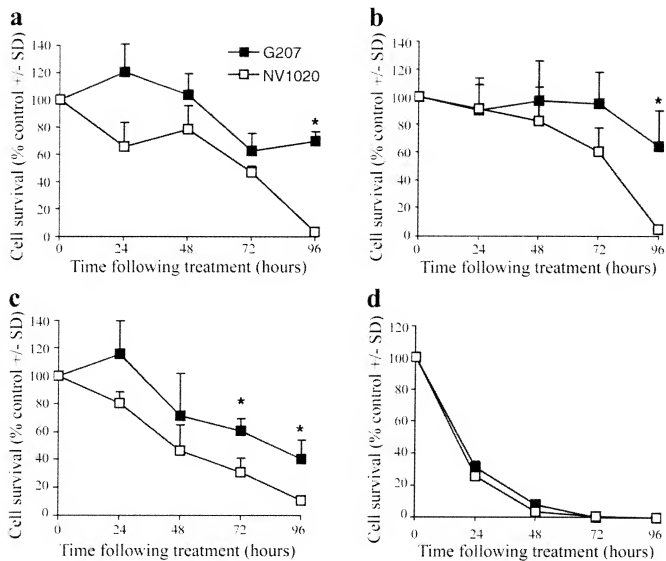 a
Cell survival (% control +/- SD)
140
120
100
80
60
40
20
0
G207
NV1020
*
0 24 48 72 96
Time following treatment (hours)
b
Cell survival (% control +/- SD)
140
120
100
80
60
40
20
0
*
0 24 48 72 96
Time following treatment (hours)
c
Cell survival (% control +/- SD)
140
120
100
80
60
40
20
0
* *
0 24 48 72 96
Time following treatment (hours)
d
Cell survival (% control +/- SD)
120
100
80
60
40
20
0
0 24 48 72 96
Time following treatment (hours)